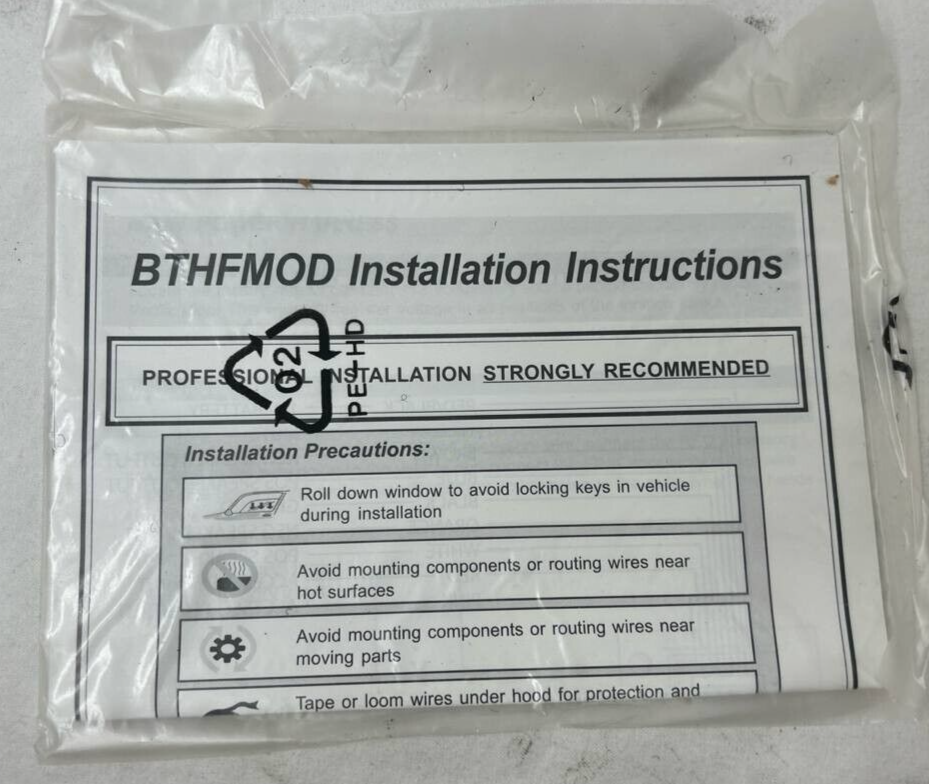 BTHFMOD Installation Instructions
PROFESSIONAL INSTALLATION STRONGLY RECOMMENDED
02
PE-HD
Installation Precautions:
Roll down window to avoid locking keys in vehicle
during installation
Avoid mounting components or routing wires near
hot surfaces
Avoid mounting components or routing wires near
moving parts
Tape or loom wires under hood for protection and